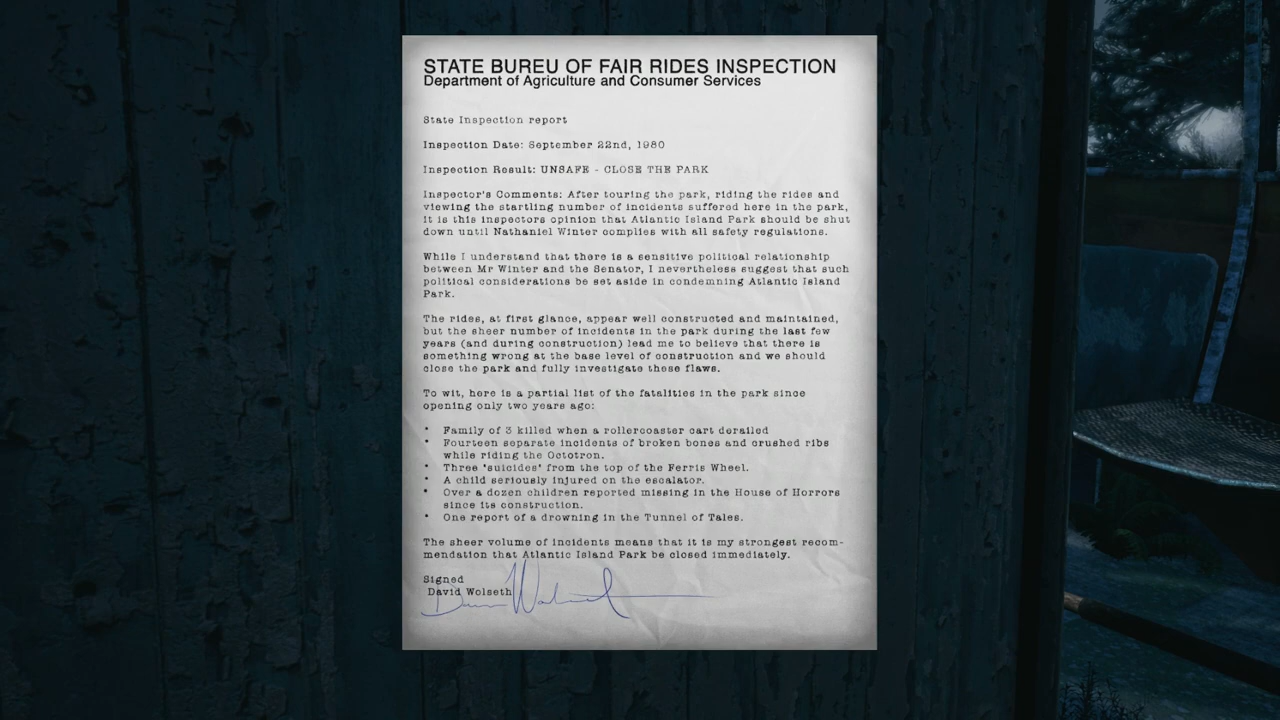 STATE BUREU OF FAIR RIDES INSPECTION
Department of Agriculture and Consumer Services
State Inspection report
Inspection Date: September 22nd, 1980
Inspection Result: UNSAFE - CLOSE THE PARK
Inspector's Comments: After touring the park, riding the rides and
viewing the startling number of incidents suffered here in the park,
it is this inspectors opinion that Atlantic Island Park should be shut
down until Nathaniel Winter complies with all safety regulations.
While I understand that there is a sensitive political relationship
between Mr Winter and the Senator, I nevertheless suggest that such
political considerations be set aside in condemning Atlantic Island
Park.
The rides, at first glance, appear well constructed and maintained,
but the sheer number of incidents in the park during the last few
years (and during construction) lead me to believe that there is
something wrong at the base level of construction and we should
close the park and fully investigate these flaws.
To wit, here is a partial list of the fatalities in the park since
opening only two years ago:
* Family of 3 killed when a rollercoaster cart derailed
* Fourteen separate incidents of broken bones and crushed ribs
while riding the Octotron.
* Three 'suicides' from the top of the Ferris Wheel.
* A child seriously injured on the escalator.
* Over a dozen children reported missing in the House of Horrors
since its construction.
* One report of a drowning in the Tunnel of Tales.
The sheer volume of incidents means that it is my strongest recom-
mendation that Atlantic Island Park be closed immediately.
Signed
David Wolseth